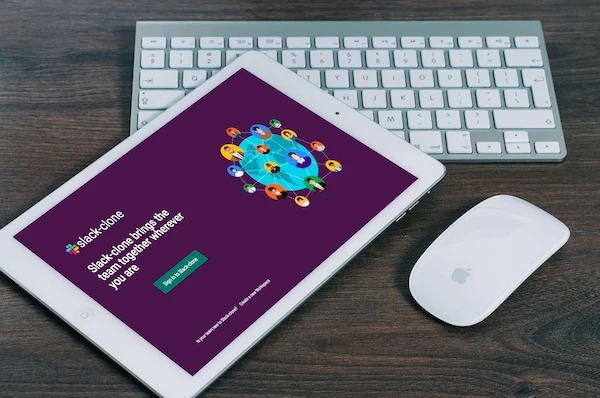 slack-clone
Slack-clone brings the
team together wherever
you are
Sign in to Slack-clone
Is your team new to Slack-clone? Create a new Workspace